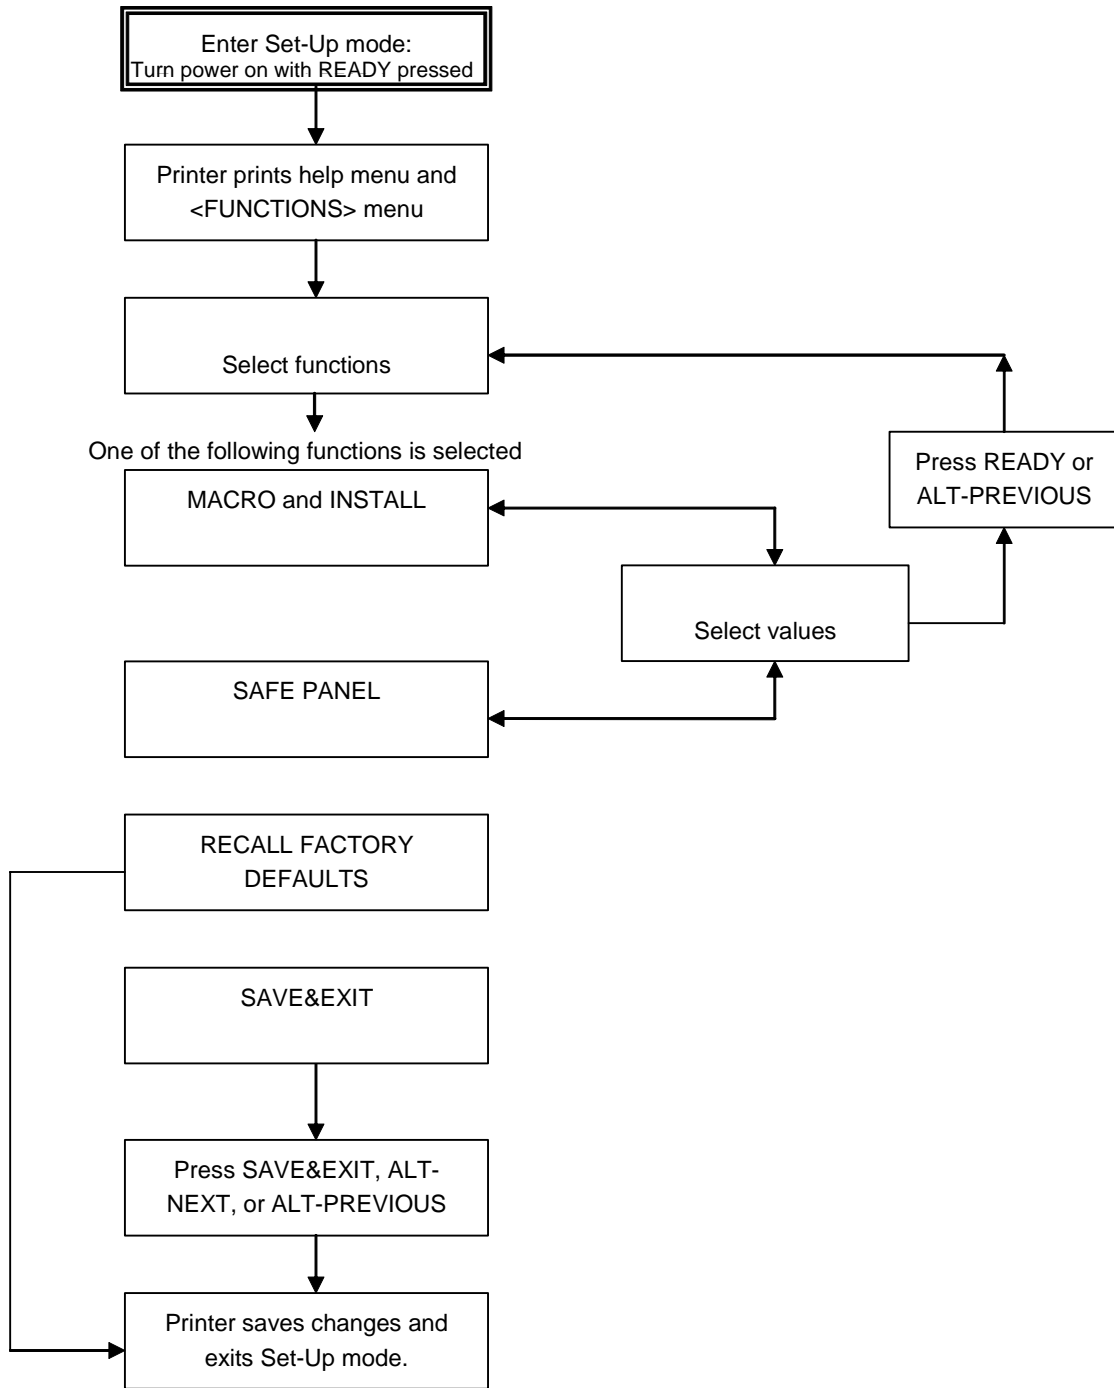 Enter Set-Up mode:
Turn power on with READY pressed
Printer prints help menu and
<FUNCTIONS> menu
Select functions
One of the following functions is selected
Press READY or
ALT-PREVIOUS
MACRO and INSTALL
Select values
SAFE PANEL
RECALL FACTORY
DEFAULTS
SAVE&EXIT
Press SAVE&EXIT, ALT-
NEXT, or ALT-PREVIOUS
Printer saves changes and
exits Set-Up mode.